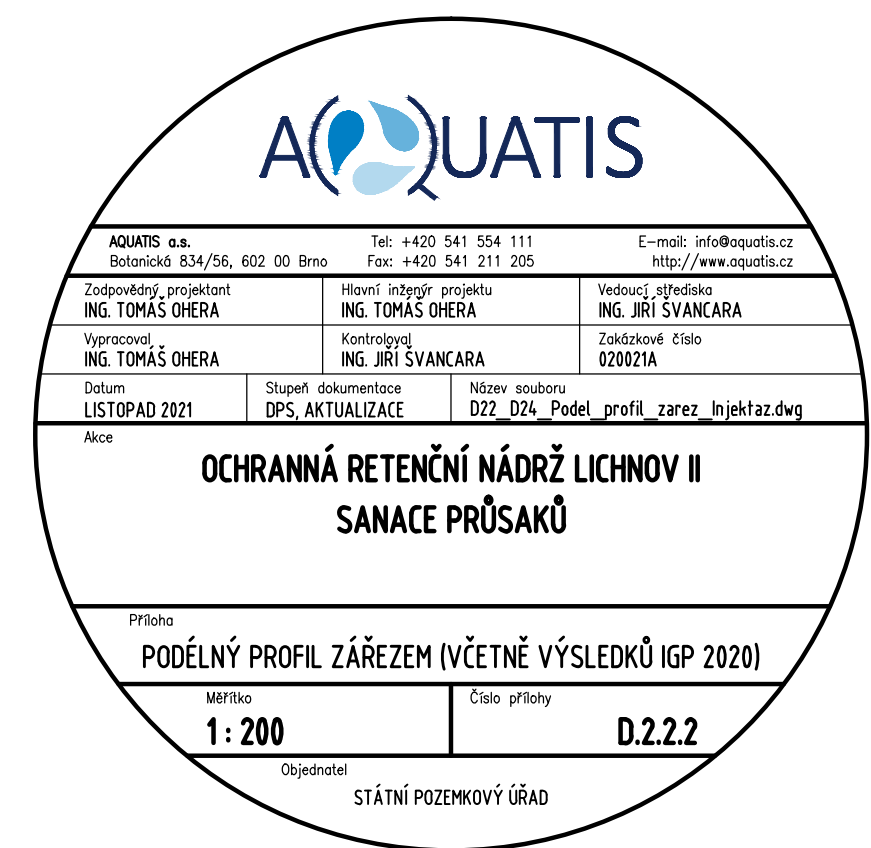 AQUATIS
AQUATIS a.s. Tel: +420 541 554 111 E-mail: info@aquatis.cz
Botanická 834/56, 602 00 Brno Fax: +420 541 211 205 http://www.aquatis.cz
Zodpovědný projektant Hlavní inženýr projektu Vedoucí střediska
ING. TOMÁŠ OHERA ING. TOMÁŠ OHERA ING. JIŘÍ ŠVANCARA
Vypracoval Kontroloval Zakázkové číslo
ING. TOMÁŠ OHERA ING. JIŘÍ ŠVANCARA 020021A
Datum Stupeň dokumentace Název souboru
LISTOPAD 2021 DPS, AKTUALIZACE D22_D24_Podel_profil_zarez_Injektaz.dwg
Akce
OCHRANNÁ RETENČNÍ NÁDRŽ LICHNOV II
SANACE PRŮSAKŮ
Příloha
PODÉLNÝ PROFIL ZÁŘEZEM (VČETNĚ VÝSLEDKŮ IGP 2020)
Měřítko Číslo přílohy
1 : 200 D.2.2.2
Objednatel
STÁTNÍ POZEMKOVÝ ÚŘAD